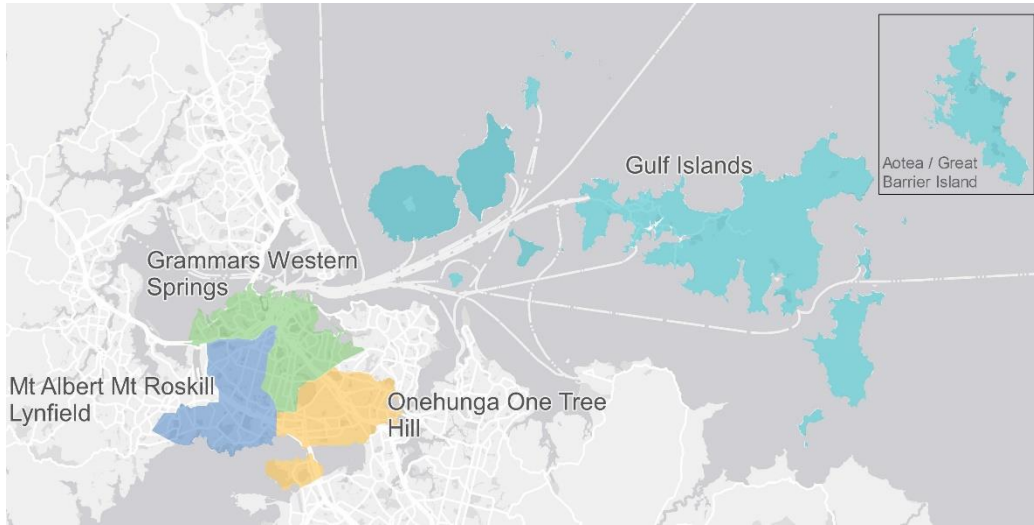 Gulf Islands
Aotea / Great
Barrier Island
Grammars Western
Springs
Mt Albert Mt Roskill
Lynfield
Onehunga One Tree
Hill